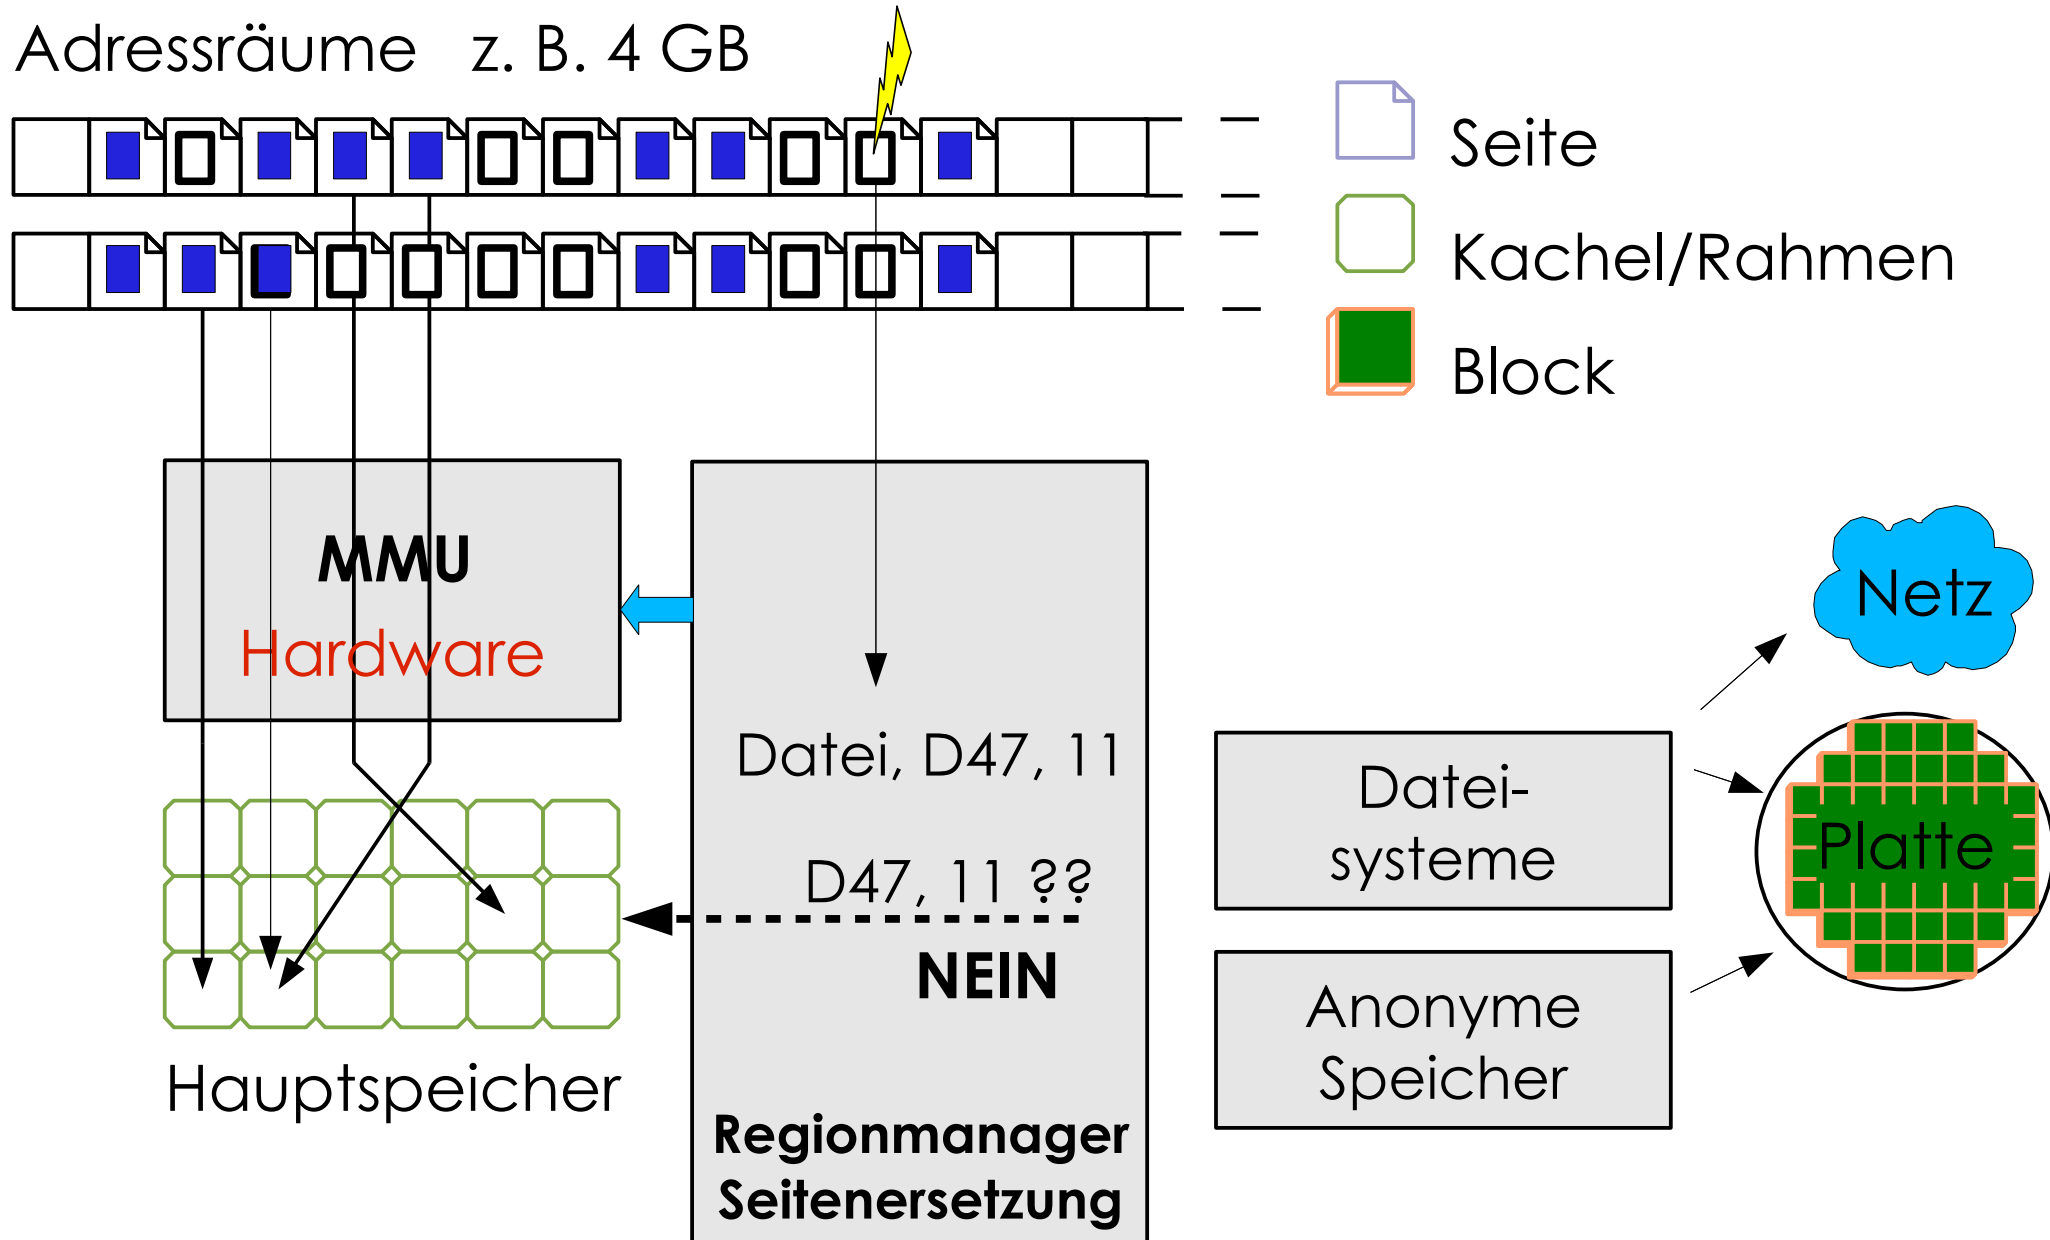 Adressräume z. B. 4 GB
Seite
Kachel/Rahmen
Block
MMU
Hardware
Hauptspeicher
Datei, D47, 11
D47, 11 ??
NEIN
Regionmanager
Seitenersetzung
Datei-
systeme
Anonyme
Speicher
Netz
Platte